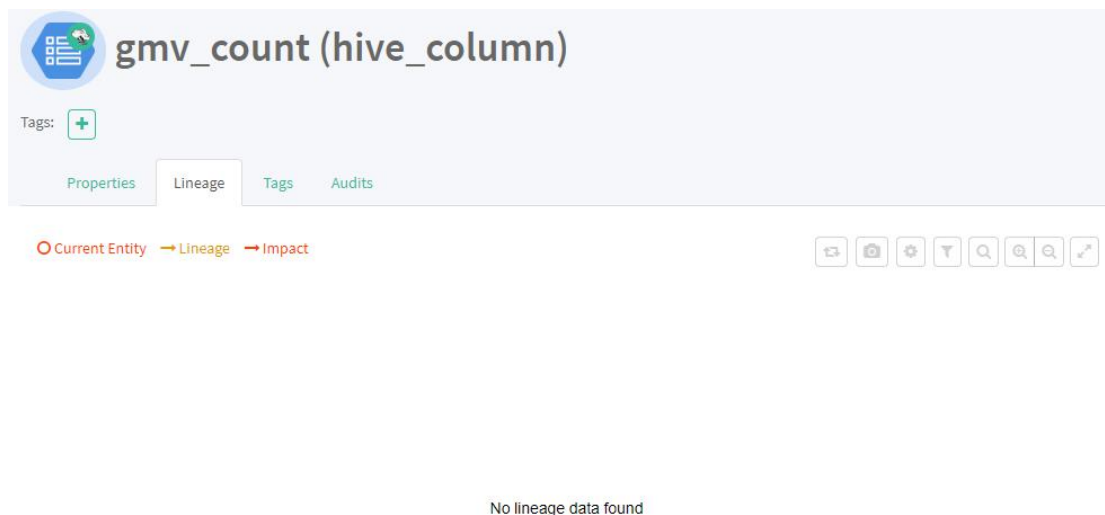 gmv_count (hive_column)
Tags:
Properties Lineage Tags Audits
Current Entity Lineage Impact
No lineage data found